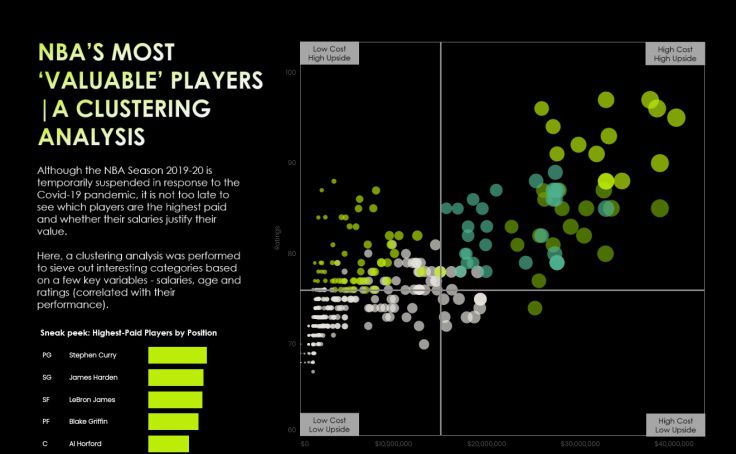 NBA'S MOST
'VALUABLE' PLAYERS
| A CLUSTERING
ANALYSIS
Although the NBA Season 2019-20 is
temporarily suspended in response to the
Covid-19 pandemic, it is not too late to
see which players are the highest paid
and whether their salaries justify their
value.
Here, a clustering analysis was performed
to sieve out interesting categories based
on a few key variables - salaries, age and
ratings (correlated with their
performance).
Sneak peek: Highest-Paid Players by Position
PG Stephen Curry
SG James Harden
SF LeBron James
PF Blake Griffin
C Al Horford
Low Cost
High Upside
High Cost
High Upside
100
90
80
70
60
Ratings
Low Cost
Low Upside
High Cost
Low Upside
$0 $10,000,000 $20,000,000 $30,000,000 $40,000,000